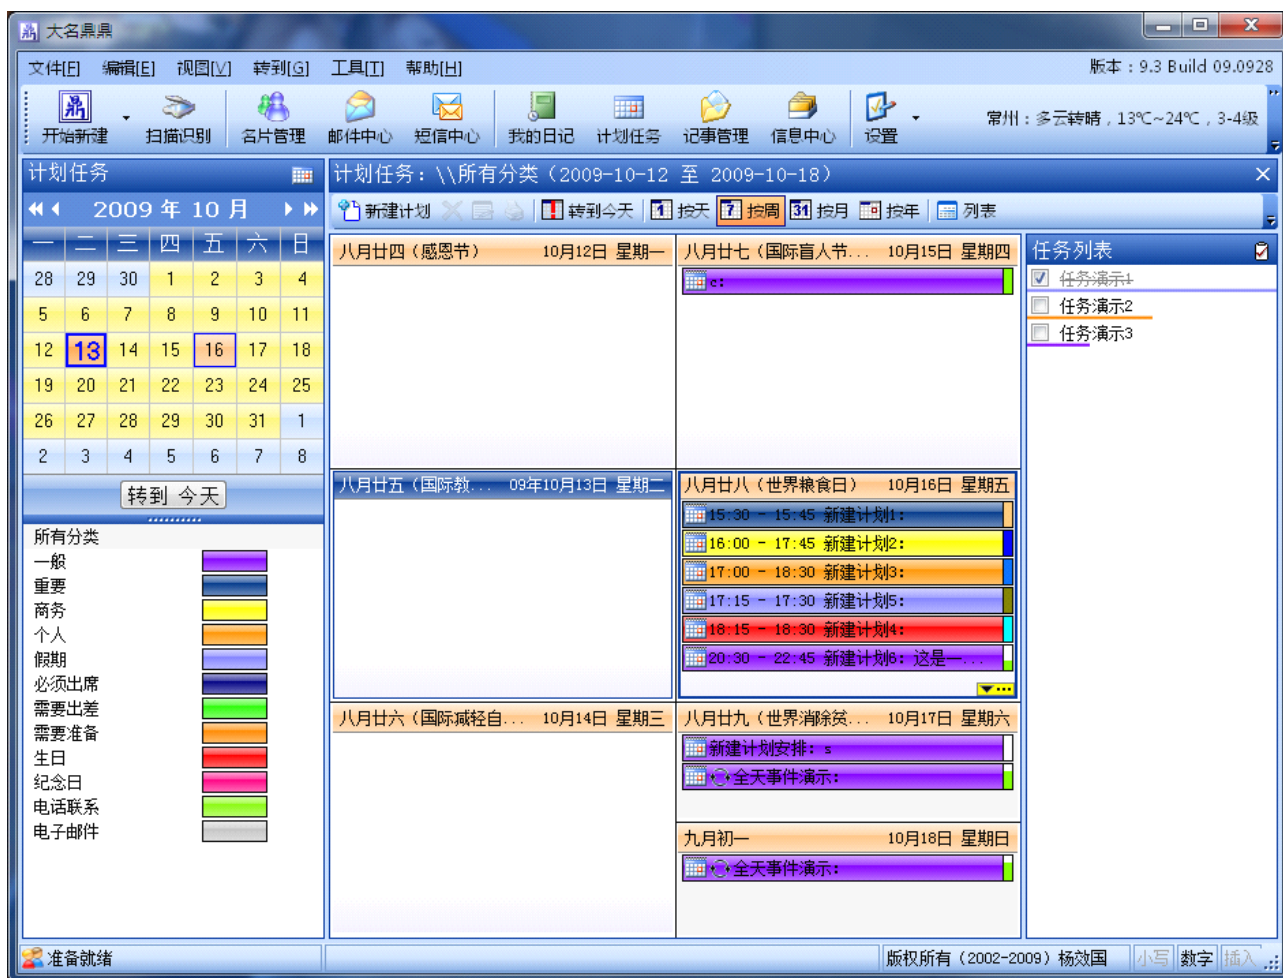 大名鼎鼎
文件[F] 编辑[E] 视图[V] 转到[G] 工具[T] 帮助[H] 版本：9.3 Build 09.0928
开始新建 扫描识别 名片管理 邮件中心 短信中心 我的日记 计划任务 记事管理 信息中心 设置 常州：多云转晴，13℃~24℃，3-4级
计划任务
2009 年 10 月
一 二 三 四 五 六 日
28 29 30 1 2 3 4
5 6 7 8 9 10 11
12 13 14 15 16 17 18
19 20 21 22 23 24 25
26 27 28 29 30 31 1
2 3 4 5 6 7 8
转到 今天
所有分类
一般
重要
商务
个人
假期
必须出席
需要出差
需要准备
生日
纪念日
电话联系
电子邮件
计划任务：\\所有分类（2009-10-12 至 2009-10-18）
新建计划 转到今天 1 按天 7 按周 31 按月 按年 列表
八月廿四（感恩节） 10月12日 星期一
八月廿五（国际教... 09年10月13日 星期二
八月廿六（国际减轻自... 10月14日 星期三
八月廿七（国际盲人节... 10月15日 星期四
c:
八月廿八（世界粮食日） 10月16日 星期五
15:30 - 15:45 新建计划1:
16:00 - 17:45 新建计划2:
17:00 - 18:30 新建计划3:
17:15 - 17:30 新建计划5:
18:15 - 18:30 新建计划4:
20:30 - 22:45 新建计划6: 这是一...
八月廿九（世界消除贫... 10月17日 星期六
新建计划安排: s
全天事件演示:
九月初一 10月18日 星期日
全天事件演示:
任务列表
任务演示1
任务演示2
任务演示3
准备就绪 版权所有（2002-2009）杨效国 小写 数字 插入